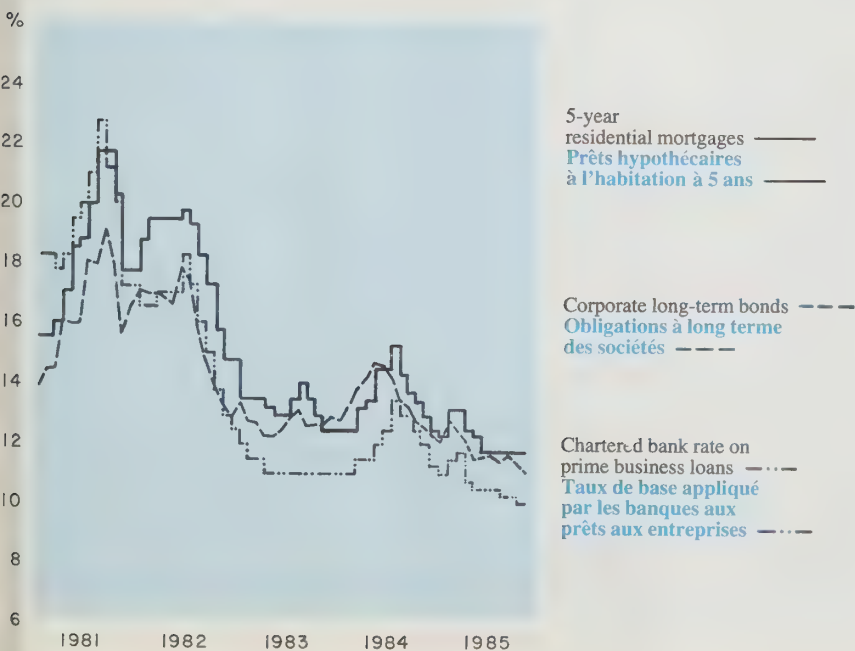 %
24
22
20
18
16
14
12
10
8
6
1981 1982 1983 1984 1985
5-year
residential mortgages
Prêts hypothécaires
à l'habitation à 5 ans
Corporate long-term bonds
Obligations à long terme
des sociétés
Chartered bank rate on
prime business loans
Taux de base appliqué
par les banques aux
prêts aux entreprises